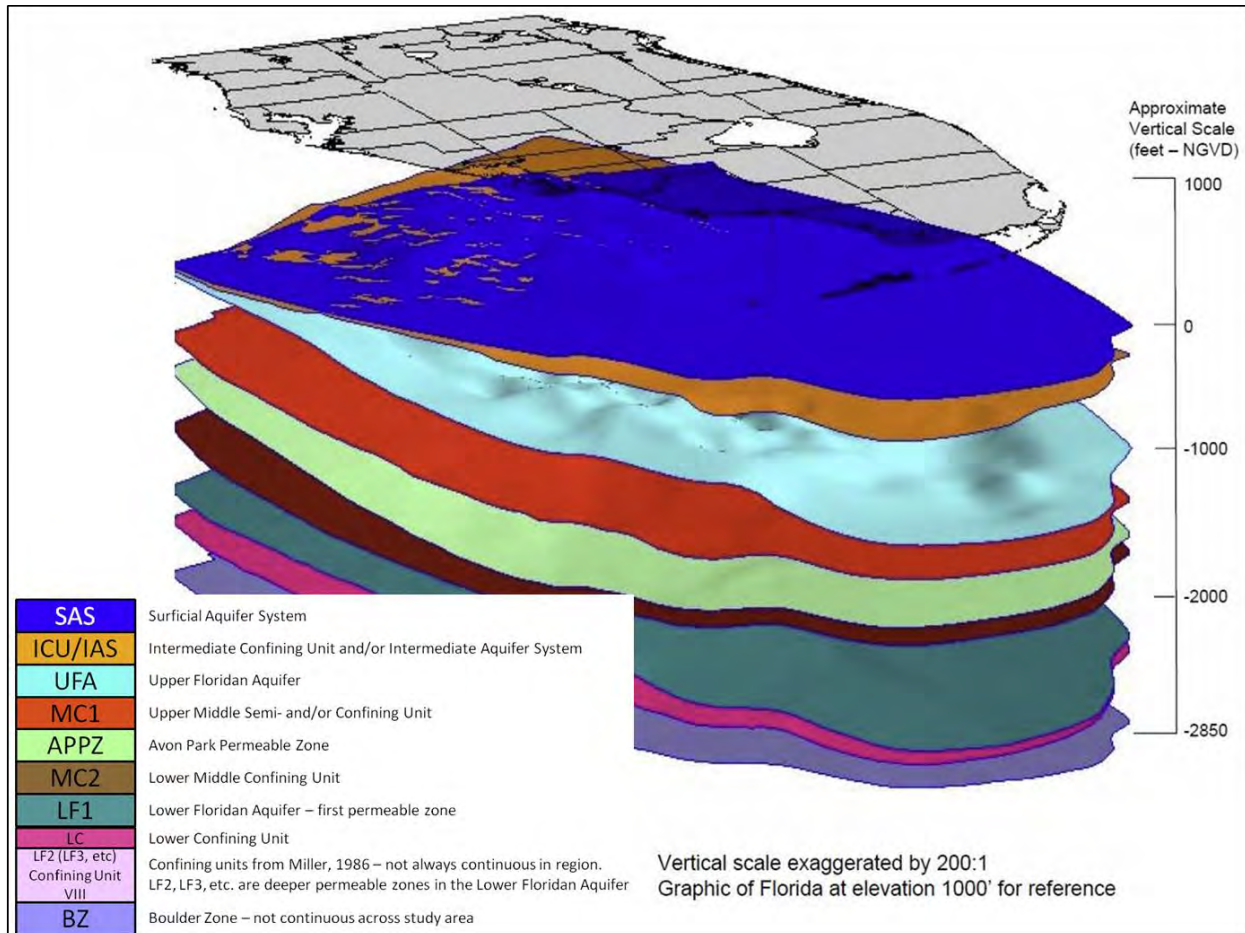 Approximate
Vertical Scale
(feet – NGVD)
1000
0
-1000
-2000
-2850
SAS Surficial Aquifer System
ICU/IAS Intermediate Confining Unit and/or Intermediate Aquifer System
UFA Upper Floridan Aquifer
MC1 Upper Middle Semi- and/or Confining Unit
APPZ Avon Park Permeable Zone
MC2 Lower Middle Confining Unit
LF1 Lower Floridan Aquifer – first permeable zone
LC Lower Confining Unit
LF2 (LF3, etc)
Confining Unit
VIII
Confining units from Miller, 1986 – not always continuous in region.
LF2, LF3, etc. are deeper permeable zones in the Lower Floridan Aquifer
BZ Boulder Zone – not continuous across study area
Vertical scale exaggerated by 200:1
Graphic of Florida at elevation 1000' for reference